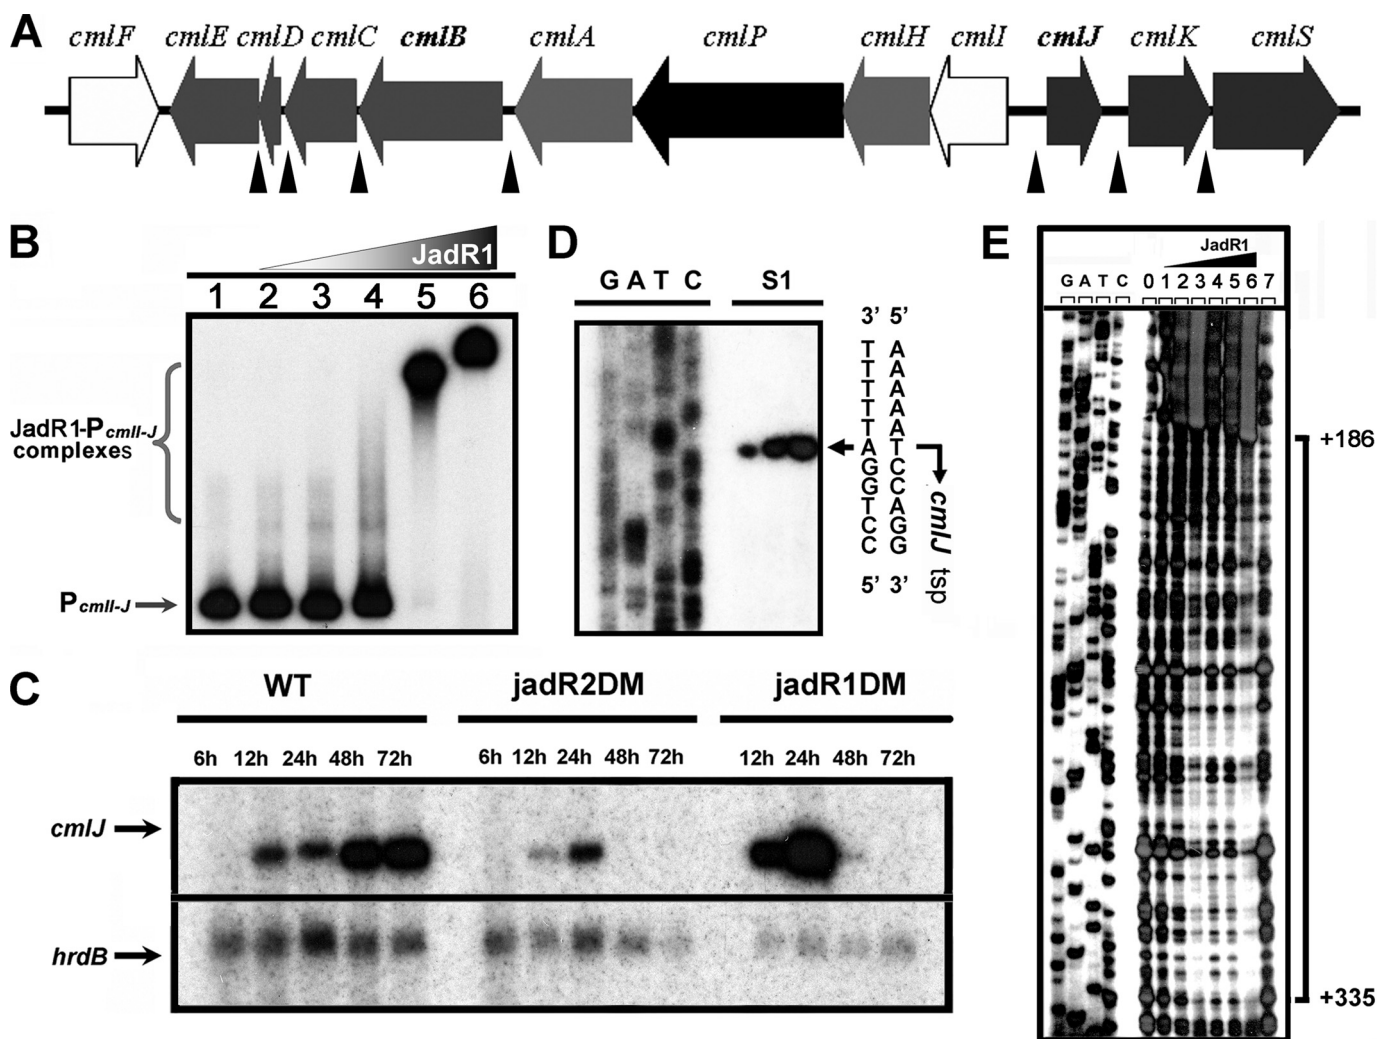 A
cmlF cmlE cmlD cmlC cmlB cmlA cmlP cmlH cmlI cmlJ cmlK cmlS
B
JadR1
1 2 3 4 5 6
JadR1-PcmlI-J
complexes
PcmlI-J
D
G A T C S1
3’ 5’
T A
T A
T A
T A
T A
A T
G C
G C
T A
C G
C G
5’ 3’
cmlJ tsp
E
JadR1
G A T C 0 1 2 3 4 5 6 7
+186
+335
C
WT jadR2DM jadR1DM
6h 12h 24h 48h 72h 6h 12h 24h 48h 72h 12h 24h 48h 72h
cmlJ
hrdB